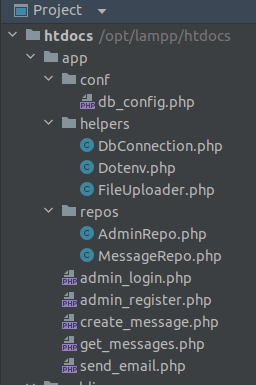 Project
htdocs /opt/lampp/htdocs
app
conf
PHP db_config.php
helpers
C DbConnection.php
C Dotenv.php
C FileUploader.php
repos
C AdminRepo.php
C MessageRepo.php
PHP admin_login.php
PHP admin_register.php
PHP create_message.php
PHP get_messages.php
PHP send_email.php